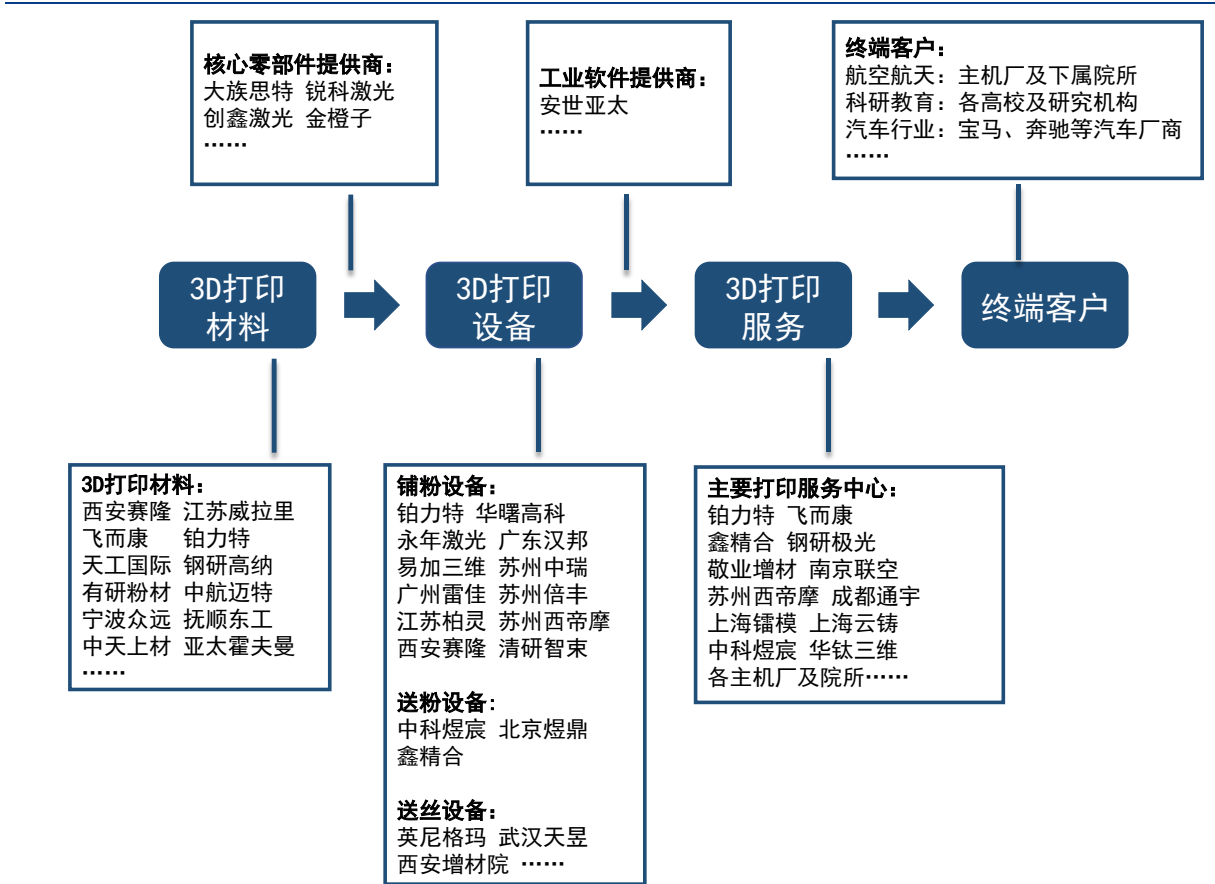 核心零部件提供商：
大族思特 锐科激光
创鑫激光 金橙子
……
工业软件提供商：
安世亚太
……
终端客户：
航空航天：主机厂及下属院所
科研教育：各高校及研究机构
汽车行业：宝马、奔驰等汽车厂商
……
3D打印
材料
3D打印
设备
3D打印
服务
终端客户
3D打印材料：
西安赛隆 江苏威拉里
飞而康 铂力特
天工国际 钢研高纳
有研粉材 中航迈特
宁波众远 抚顺东工
中天上材 亚太霍夫曼
……
铺粉设备：
铂力特 华曙高科
永年激光 广东汉邦
易加三维 苏州中瑞
广州雷佳 苏州倍丰
江苏柏灵 苏州西帝摩
西安赛隆 清研智束
送粉设备：
中科煜宸 北京煜鼎
鑫精合
送丝设备：
英尼格玛 武汉天昱
西安增材院 ……
主要打印服务中心：
铂力特 飞而康
鑫精合 钢研极光
敬业增材 南京联空
苏州西帝摩 成都通宇
上海镭模 上海云铸
中科煜宸 华钛三维
各主机厂及院所……